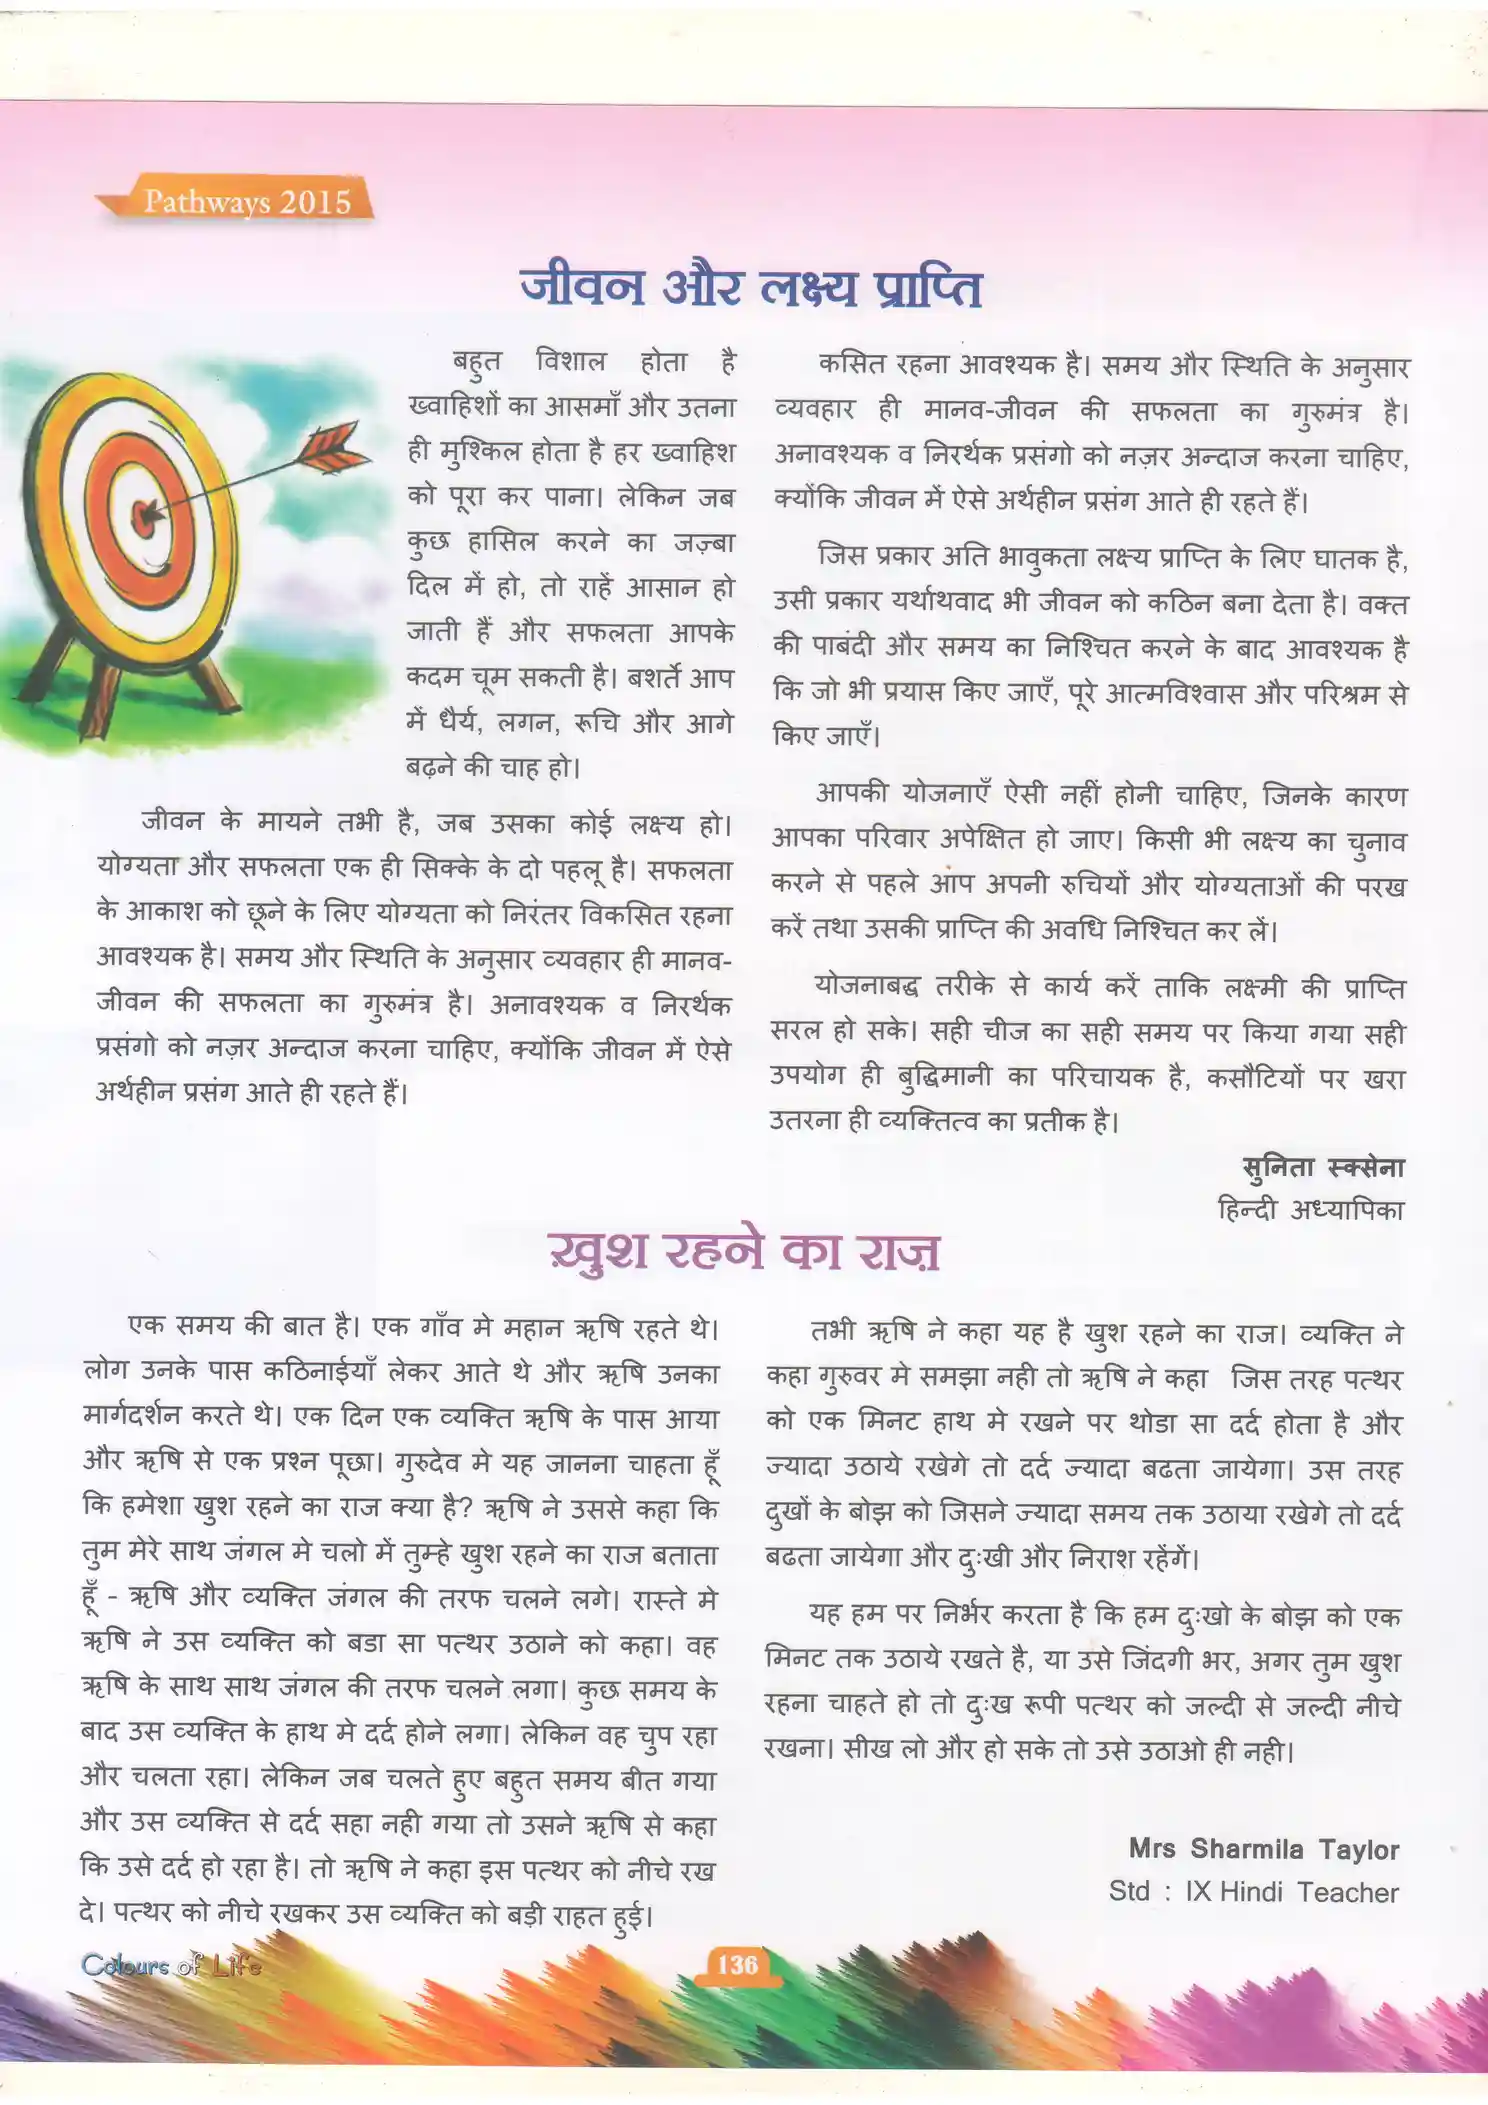 Pathways 2015
जीवन और लक्ष्य प्राप्ति
बहुत विशाल होता है
ख्वाहिशों का आसमाँ और उतना
ही मुश्किल होता है हर ख्वाहिश
को पूरा कर पाना। लेकिन जब
कुछ हासिल करने का जज़्बा
दिल में हो, तो राहें आसान हो
जाती हैं और सफलता आपके
कदम चूम सकती है। बशर्ते आप
में धैर्य, लगन, रूचि और आगे
बढ़ने की चाह हो।
जीवन के मायने तभी है, जब उसका कोई लक्ष्य हो।
योग्यता और सफलता एक ही सिक्के के दो पहलू है। सफलता
के आकाश को छूने के लिए योग्यता को निरंतर विकसित रहना
आवश्यक है। समय और स्थिति के अनुसार व्यवहार ही मानव-
जीवन की सफलता का गुरुमंत्र है। अनावश्यक व निरर्थक
प्रसंगो को नज़र अन्दाज करना चाहिए, क्योंकि जीवन में ऐसे
अर्थहीन प्रसंग आते ही रहते हैं।
कसित रहना आवश्यक है। समय और स्थिति के अनुसार
व्यवहार ही मानव-जीवन की सफलता का गुरुमंत्र है।
अनावश्यक व निरर्थक प्रसंगो को नज़र अन्दाज करना चाहिए,
क्योंकि जीवन में ऐसे अर्थहीन प्रसंग आते ही रहते हैं।
जिस प्रकार अति भावुकता लक्ष्य प्राप्ति के लिए घातक है,
उसी प्रकार यर्थाथवाद भी जीवन को कठिन बना देता है। वक्त
की पाबंदी और समय का निश्चित करने के बाद आवश्यक है
कि जो भी प्रयास किए जाएँ, पूरे आत्मविश्वास और परिश्रम से
किए जाएँ।
आपकी योजनाएँ ऐसी नहीं होनी चाहिए, जिनके कारण
आपका परिवार अपेक्षित हो जाए। किसी भी लक्ष्य का चुनाव
करने से पहले आप अपनी रुचियों और योग्यताओं की परख
करें तथा उसकी प्राप्ति की अवधि निश्चित कर लें।
योजनाबद्ध तरीके से कार्य करें ताकि लक्ष्मी की प्राप्ति
सरल हो सके। सही चीज का सही समय पर किया गया सही
उपयोग ही बुद्धिमानी का परिचायक है, कसौटियों पर खरा
उतरना ही व्यक्तित्व का प्रतीक है।
सुनिता स्क्सेना
हिन्दी अध्यापिका
ख़ुश रहने का राज़
एक समय की बात है। एक गाँव मे महान ऋषि रहते थे।
लोग उनके पास कठिनाईयाँ लेकर आते थे और ऋषि उनका
मार्गदर्शन करते थे। एक दिन एक व्यक्ति ऋषि के पास आया
और ऋषि से एक प्रश्न पूछा। गुरुदेव मे यह जानना चाहता हूँ
कि हमेशा खुश रहने का राज क्या है? ऋषि ने उससे कहा कि
तुम मेरे साथ जंगल मे चलो में तुम्हे खुश रहने का राज बताता
हूँ - ऋषि और व्यक्ति जंगल की तरफ चलने लगे। रास्ते मे
ऋषि ने उस व्यक्ति को बडा सा पत्थर उठाने को कहा। वह
ऋषि के साथ साथ जंगल की तरफ चलने लगा। कुछ समय के
बाद उस व्यक्ति के हाथ मे दर्द होने लगा। लेकिन वह चुप रहा
और चलता रहा। लेकिन जब चलते हुए बहुत समय बीत गया
और उस व्यक्ति से दर्द सहा नही गया तो उसने ऋषि से कहा
कि उसे दर्द हो रहा है। तो ऋषि ने कहा इस पत्थर को नीचे रख
दे। पत्थर को नीचे रखकर उस व्यक्ति को बड़ी राहत हुई।
तभी ऋषि ने कहा यह है खुश रहने का राज। व्यक्ति ने
कहा गुरुवर मे समझा नही तो ऋषि ने कहा जिस तरह पत्थर
को एक मिनट हाथ मे रखने पर थोडा सा दर्द होता है और
ज्यादा उठाये रखेगे तो दर्द ज्यादा बढता जायेगा। उस तरह
दुखों के बोझ को जिसने ज्यादा समय तक उठाया रखेगे तो दर्द
बढता जायेगा और दुःखी और निराश रहेंगें।
यह हम पर निर्भर करता है कि हम दुःखो के बोझ को एक
मिनट तक उठाये रखते है, या उसे जिंदगी भर, अगर तुम खुश
रहना चाहते हो तो दुःख रूपी पत्थर को जल्दी से जल्दी नीचे
रखना। सीख लो और हो सके तो उसे उठाओ ही नही।
Mrs Sharmila Taylor
Std : IX Hindi Teacher
Colours of Life
136